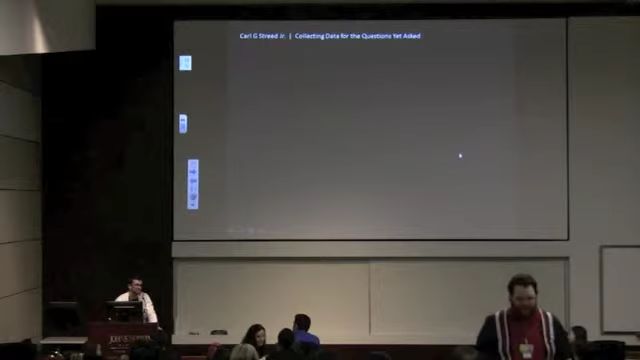 Carl G Streed Jr. | Collecting Data for the Questions Yet Asked